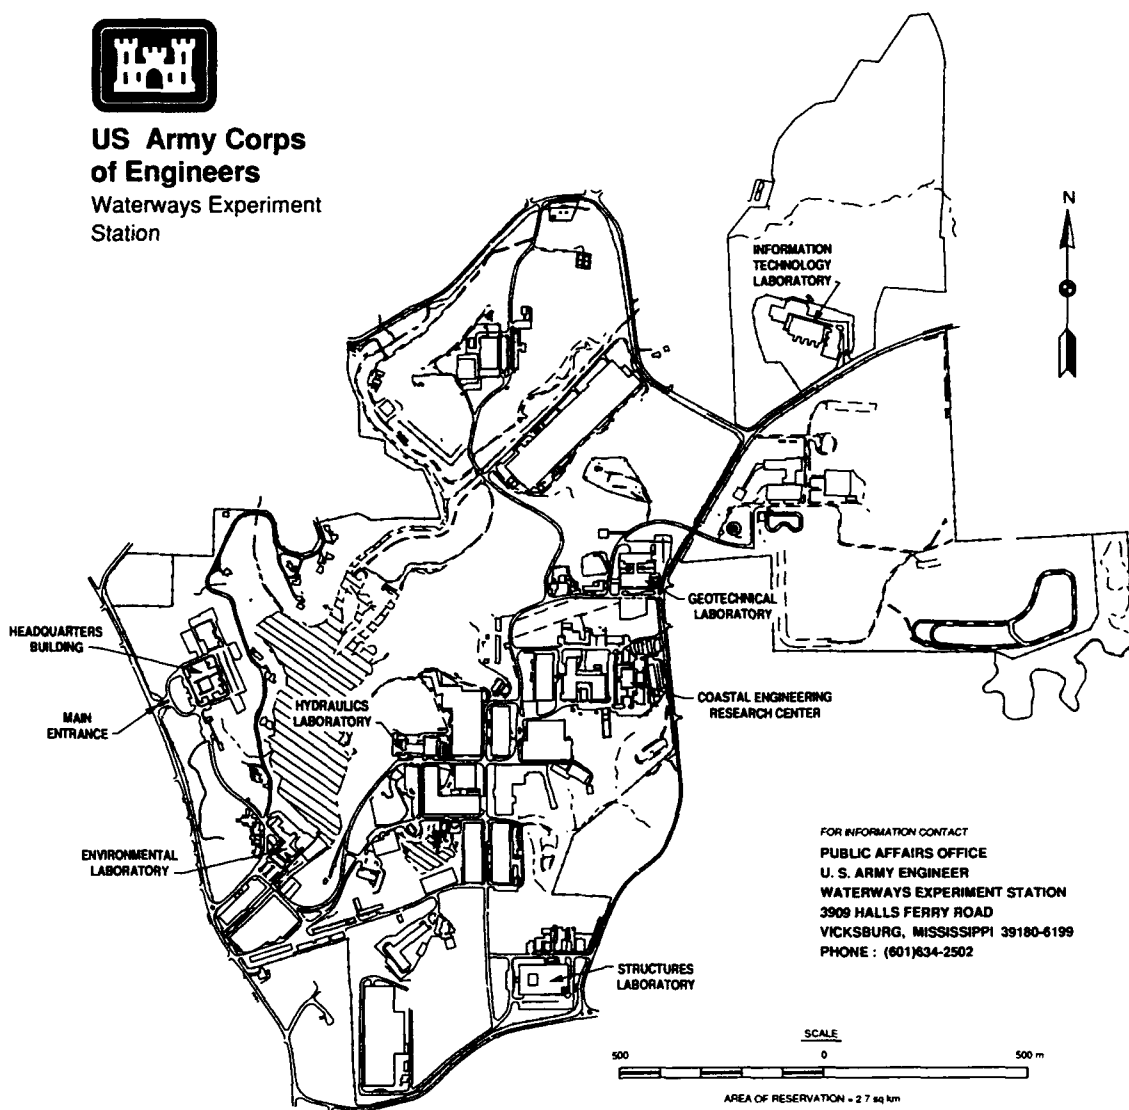 US Army Corps
of Engineers
Waterways Experiment
Station
N
INFORMATION
TECHNOLOGY
LABORATORY
GEOTECHNICAL
LABORATORY
HEADQUARTERS
BUILDING
MAIN
ENTRANCE
HYDRAULICS
LABORATORY
COASTAL ENGINEERING
RESEARCH CENTER
ENVIRONMENTAL
LABORATORY
STRUCTURES
LABORATORY
FOR INFORMATION CONTACT
PUBLIC AFFAIRS OFFICE
U. S. ARMY ENGINEER
WATERWAYS EXPERIMENT STATION
3909 HALLS FERRY ROAD
VICKSBURG, MISSISSIPPI 39180-6199
PHONE : (601)634-2502
SCALE
500 0 500 m
AREA OF RESERVATION = 2.7 sq km